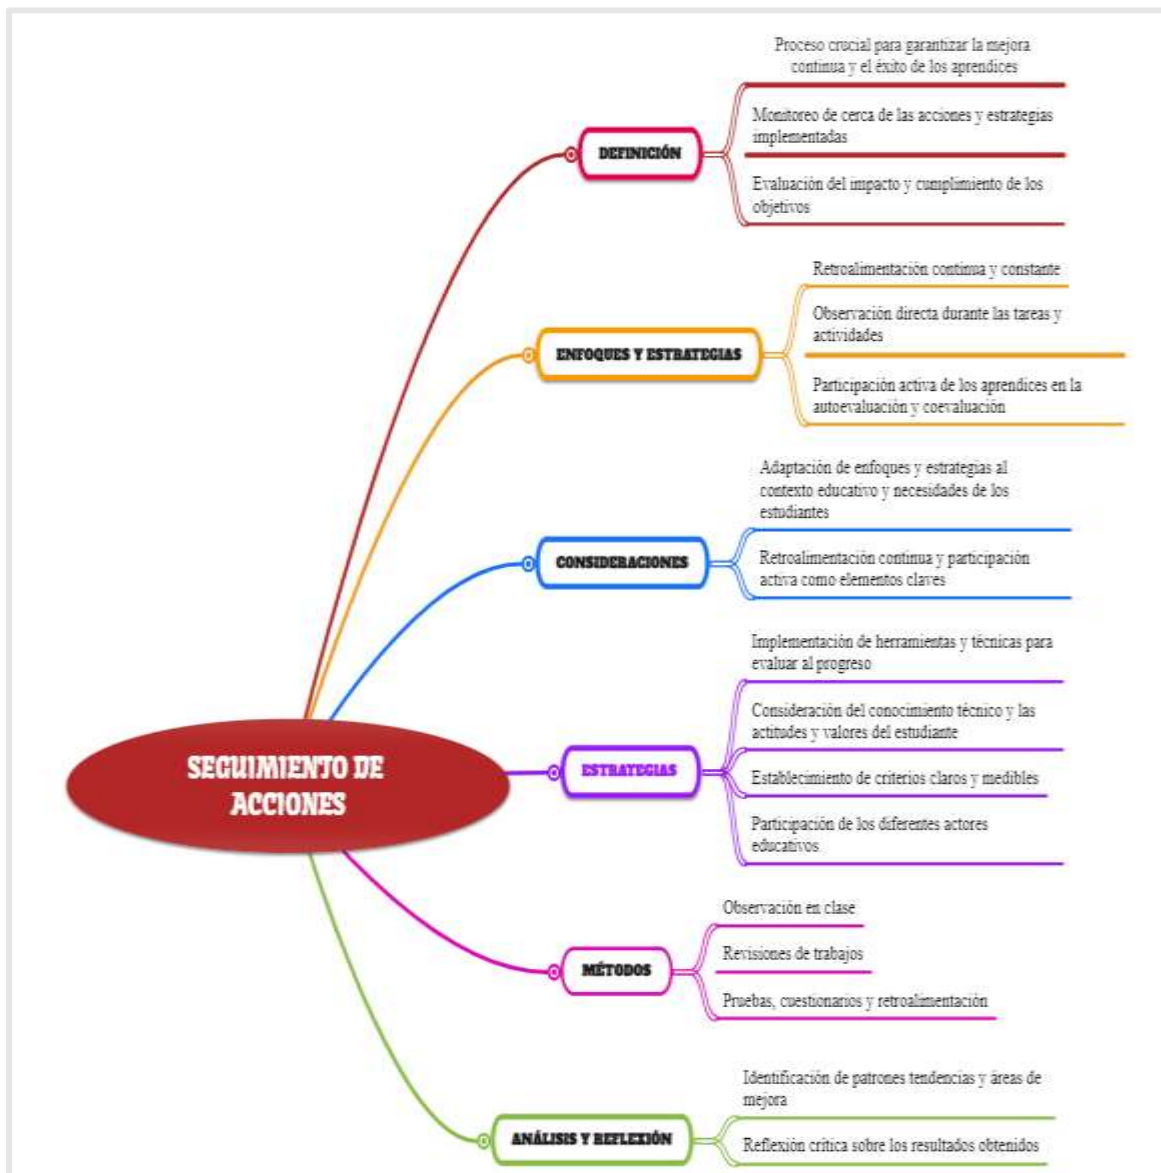 Proceso crucial para garantizar la mejora
continua y el éxito de los aprendices
Monitoreo de cerca de las acciones y estrategias
implementadas
DEFINICIÓN
Evaluación del impacto y cumplimiento de los
objetivos
Retroalimentación continua y constante
Observación directa durante las tareas y
actividades
ENFOQUES Y ESTRATEGIAS
Participación activa de los aprendices en la
autoevaluación y coevaluación
Adaptación de enfoques y estrategias al
contexto educativo y necesidades de los
estudiantes
CONSIDERACIONES
Retroalimentación continua y participación
activa como elementos claves
Implementación de herramientas y técnicas para
evaluar al progreso
Consideración del conocimiento técnico y las
actitudes y valores del estudiante
SEGUIMIENTO DE
ACCIONES
ESTRATEGIAS
Establecimiento de criterios claros y medibles
Participación de los diferentes actores
educativos
Observación en clase
Revisiones de trabajos
MÉTODOS
Pruebas, cuestionarios y retroalimentación
Identificación de patrones tendencias y áreas de
mejora
ANÁLISIS Y REFLEXIÓN
Reflexión crítica sobre los resultados obtenidos